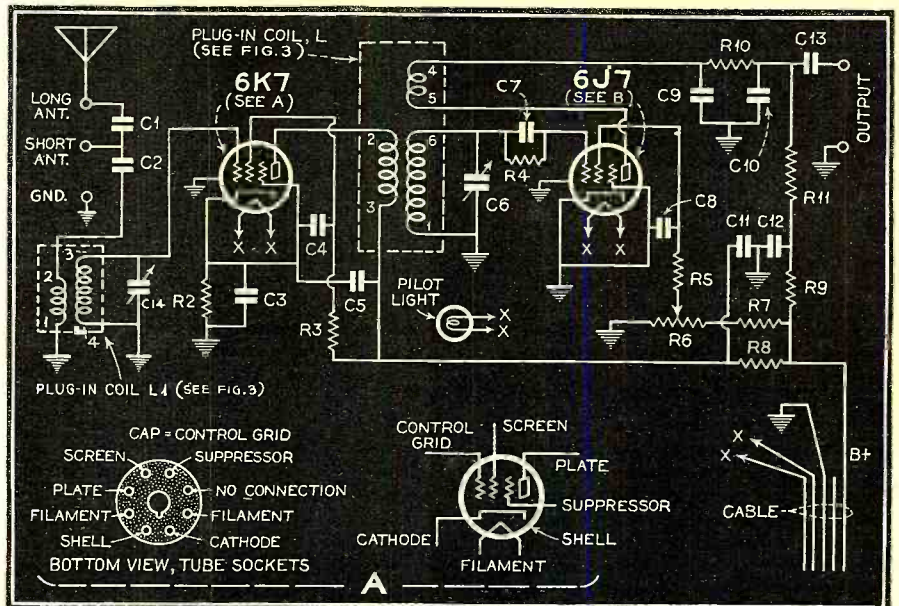 PLUG-IN COIL, L
(SEE FIG.3)
6K7
(SEE A)
6J7
(SEE B)
R10
C13
LONG
ANT.
C1
SHORT
ANT.
C2
GND.
4
5
C7
C9
C10
OUTPUT
2
3
6
1
R4
C6
C8
R11
X X
X X
C4
C5
C11
C12
3
2
1
4
C14
R2
C3
R3
PILOT
LIGHT
X
X
R5
R6
R7
R8
R9
PLUG-IN COIL L1 (SEE FIG.3)
CAP = CONTROL GRID
SCREEN
SUPPRESSOR
PLATE
NO CONNECTION
FILAMENT
FILAMENT
SHELL
CATHODE
BOTTOM VIEW, TUBE SOCKETS
CONTROL
GRID
SCREEN
PLATE
SUPPRESSOR
CATHODE
SHELL
FILAMENT
A
X
X
B+
CABLE